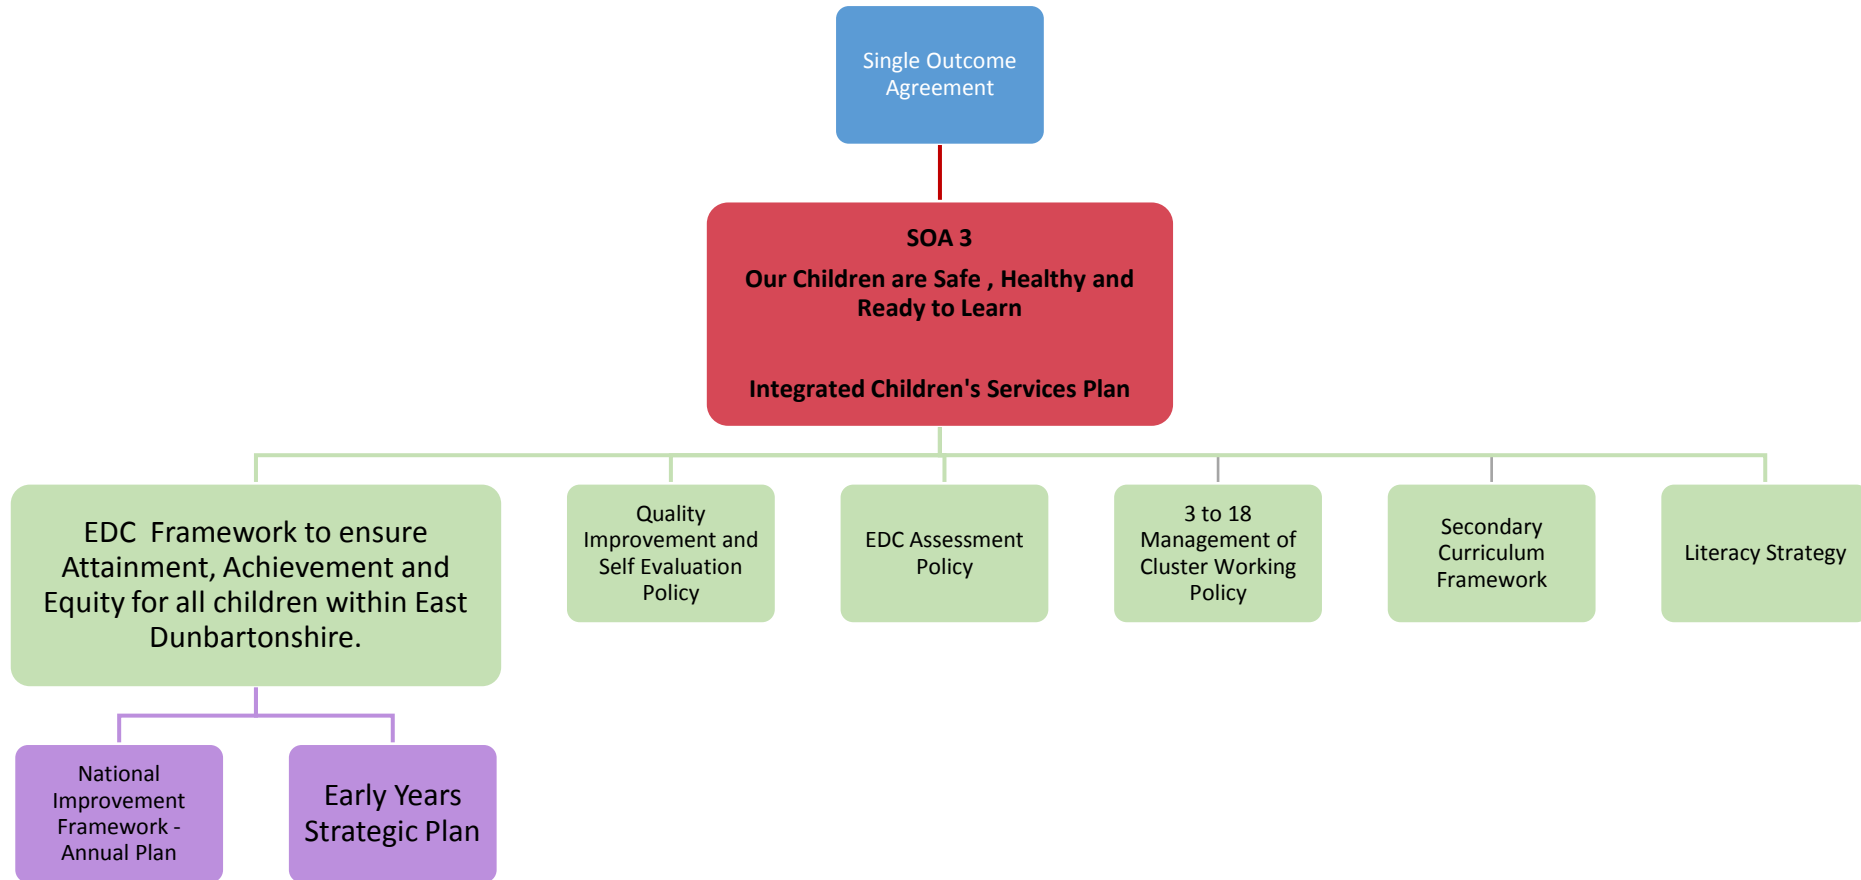 Single Outcome
Agreement
SOA 3
Our Children are Safe , Healthy and
Ready to Learn
Integrated Children's Services Plan
EDC  Framework to ensure
Attainment, Achievement and
Equity for all children within East
Dunbartonshire.
Quality
Improvement and
Self Evaluation
Policy
EDC Assessment
Policy
3 to 18
Management of
Cluster Working
Policy
Secondary
Curriculum
Framework
Literacy Strategy
National
Improvement
Framework -
Annual Plan
Early Years
Strategic Plan